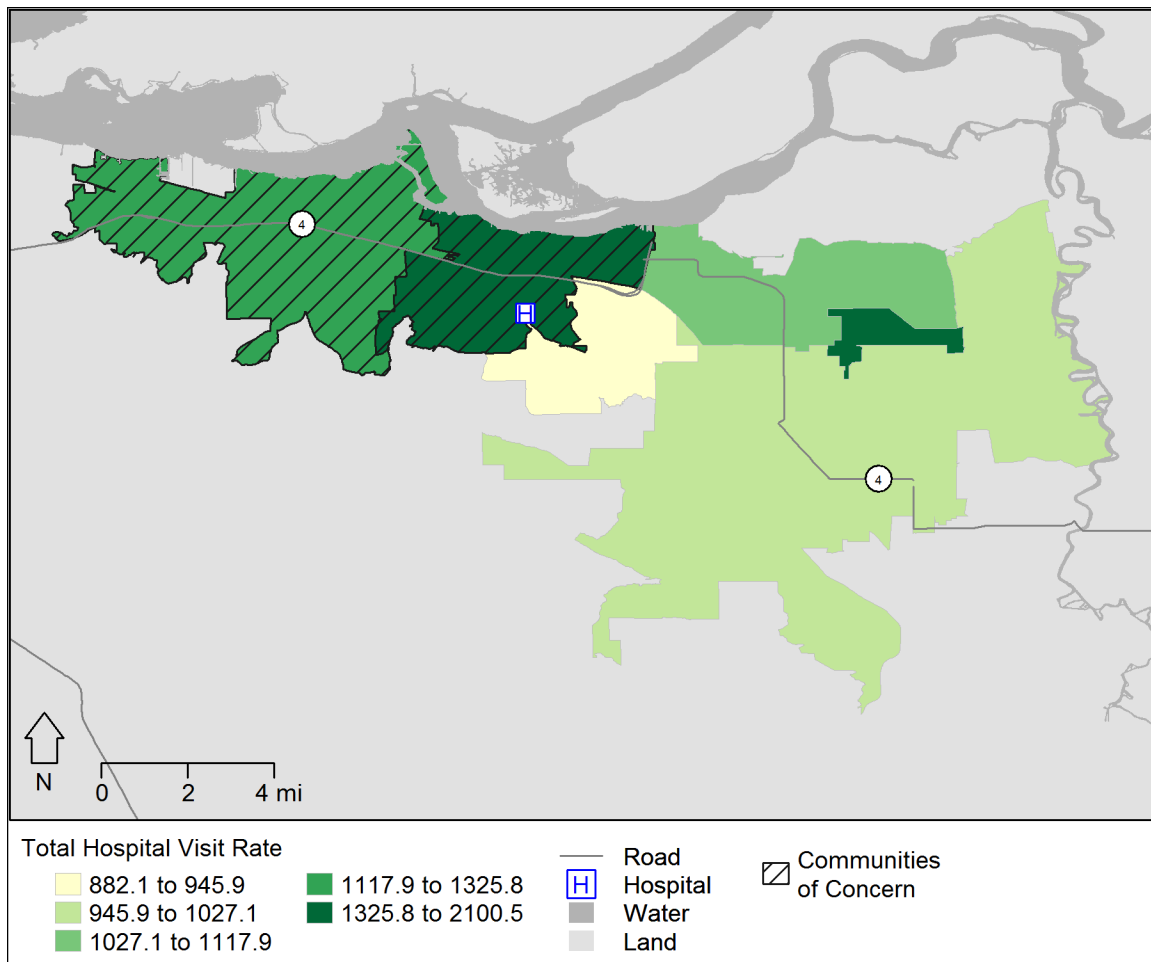 4
4
N
0 2 4 mi
Total Hospital Visit Rate
882.1 to 945.9
945.9 to 1027.1
1027.1 to 1117.9
1117.9 to 1325.8
1325.8 to 2100.5
Road
H Hospital
Water
Land
Communities
of Concern
H